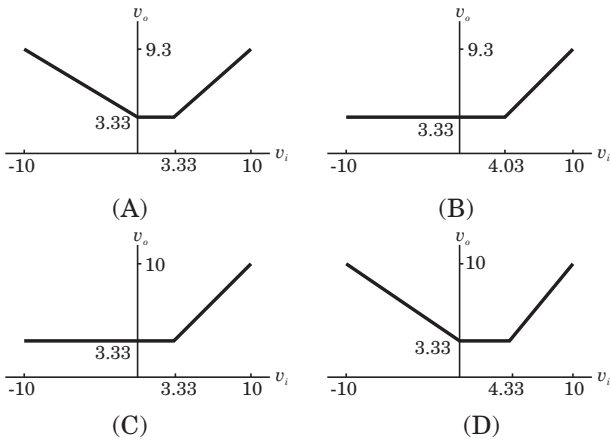 v_o v_o
9.3 9.3
3.33 3.33
v_i v_i
-10 3.33 10 -10 4.03 10
(A) (B)
v_o v_o
10 10
3.33 3.33
v_i v_i
-10 3.33 10 -10 4.33 10
(C) (D)